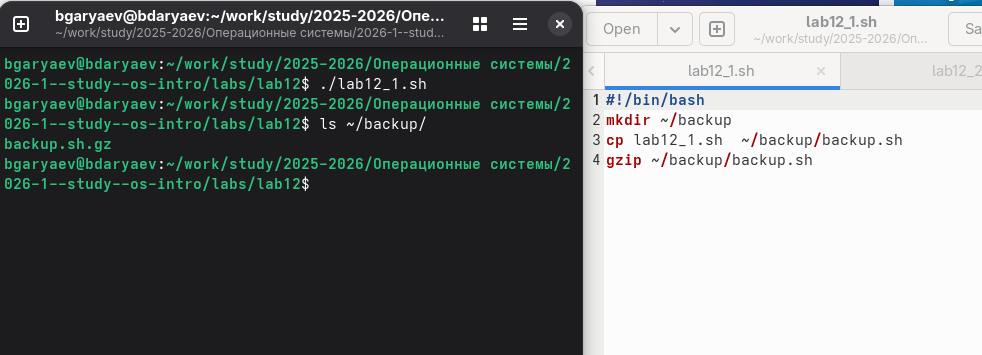 bgaryaev@bdaryaev:~/work/study/2025-2026/Опе...
~/work/study/2025-2026/Операционные системы/2026-1--stud...
bgaryaev@bdaryaev:~/work/study/2025-2026/Операционные системы/2
026-1--study--os-intro/labs/lab12$ ./lab12_1.sh
bgaryaev@bdaryaev:~/work/study/2025-2026/Операционные системы/2
026-1--study--os-intro/labs/lab12$ ls ~/backup/
backup.sh.gz
bgaryaev@bdaryaev:~/work/study/2025-2026/Операционные системы/2
026-1--study--os-intro/labs/lab12$
Open
lab12_1.sh
~/work/study/2025-2026/Оп...
Sa
lab12_1.sh
lab12_2
1 #!/bin/bash
2 mkdir ~/backup
3 cp lab12_1.sh  ~/backup/backup.sh
4 gzip ~/backup/backup.sh